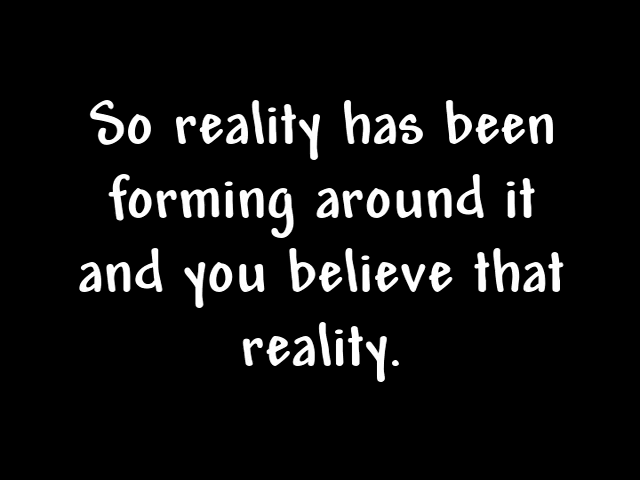 So reality has been
forming around it
and you believe that
reality.